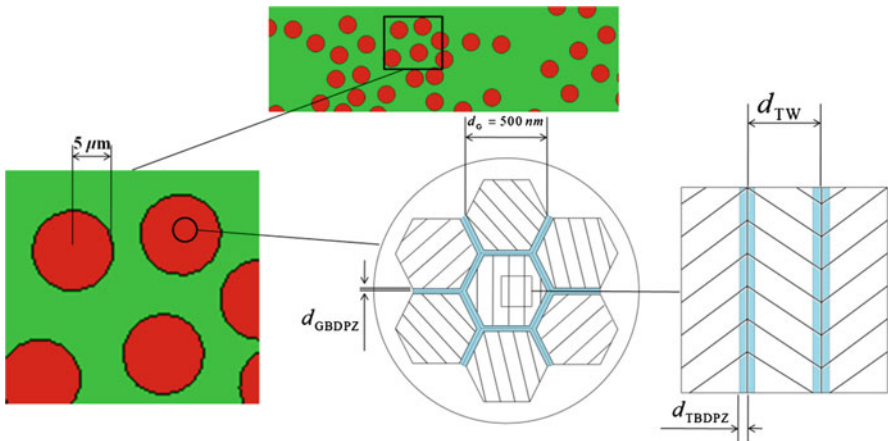 d_G = 500 nm
d_TW
5 μm
d_GBDPZ
d_TBDPZ